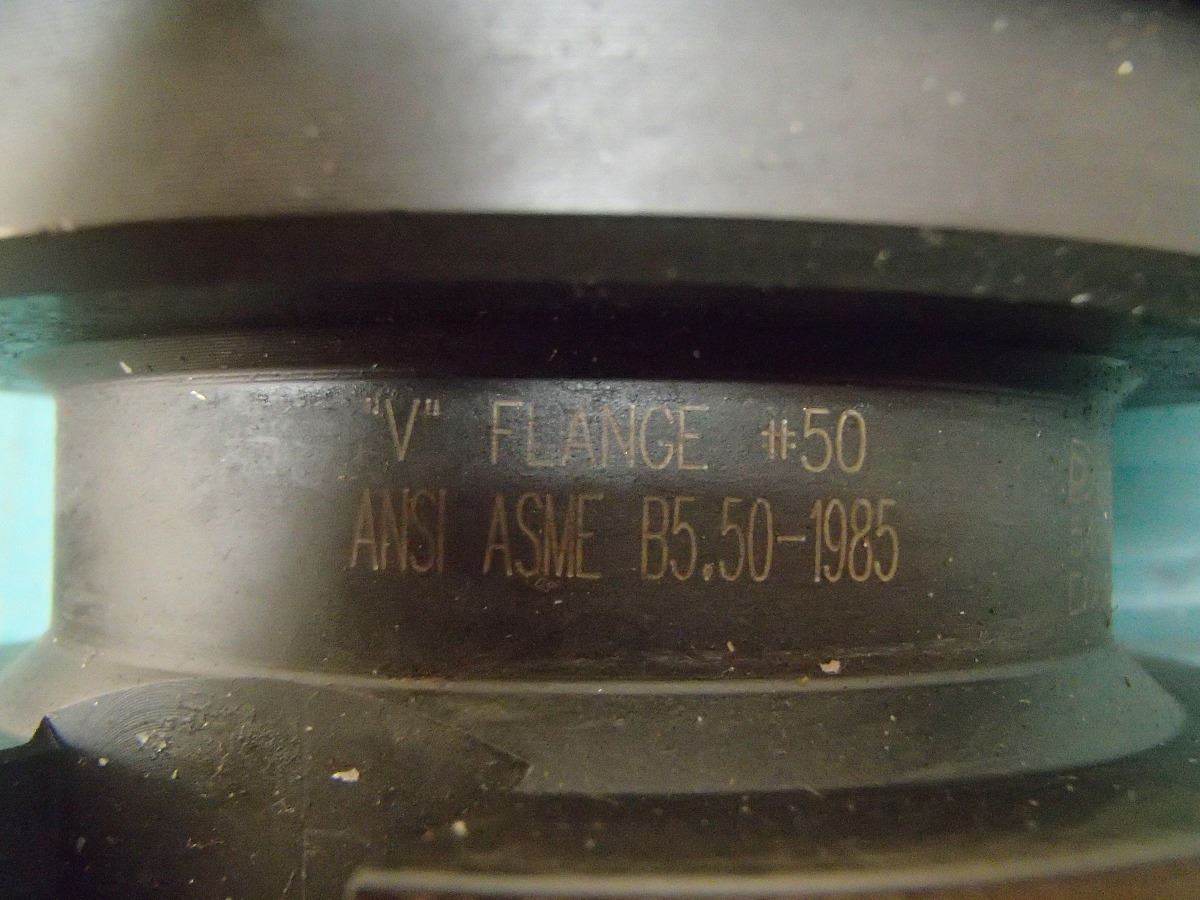 "V" FLANGE #50
ANSI ASME B5.50-1985